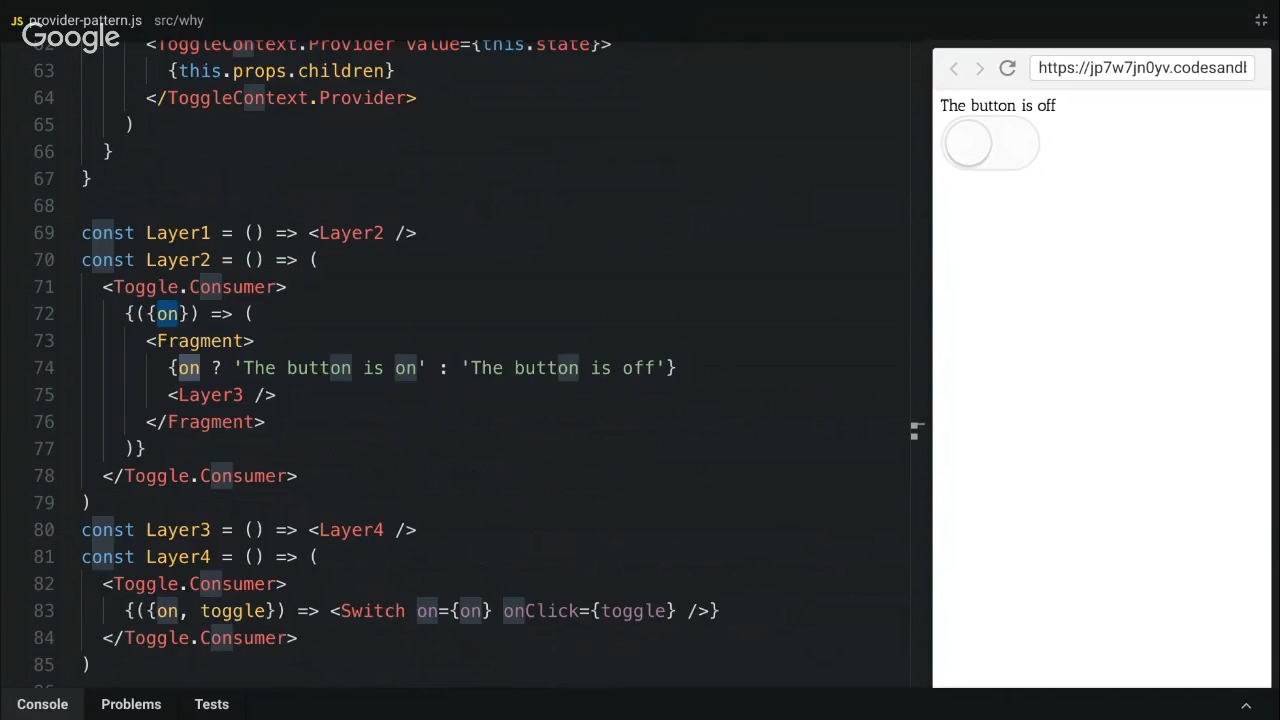 JS provider-pattern.js src/why
Google
62 <ToggleContext.Provider value={this.state}>
63 {this.props.children}
64 </ToggleContext.Provider>
65 )
66 }
67 }
68
69 const Layer1 = () => <Layer2 />
70 const Layer2 = () => (
71 <Toggle.Consumer>
72 {({on}) => (
73 <Fragment>
74 {on ? 'The button is on' : 'The button is off'}
75 <Layer3 />
76 </Fragment>
77 )}
78 </Toggle.Consumer>
79 )
80 const Layer3 = () => <Layer4 />
81 const Layer4 = () => (
82 <Toggle.Consumer>
83 {({on, toggle}) => <Switch on={on} onClick={toggle} />}
84 </Toggle.Consumer>
85 )
https://jp7w7jn0yv.codesandb
The button is off
Console Problems Tests